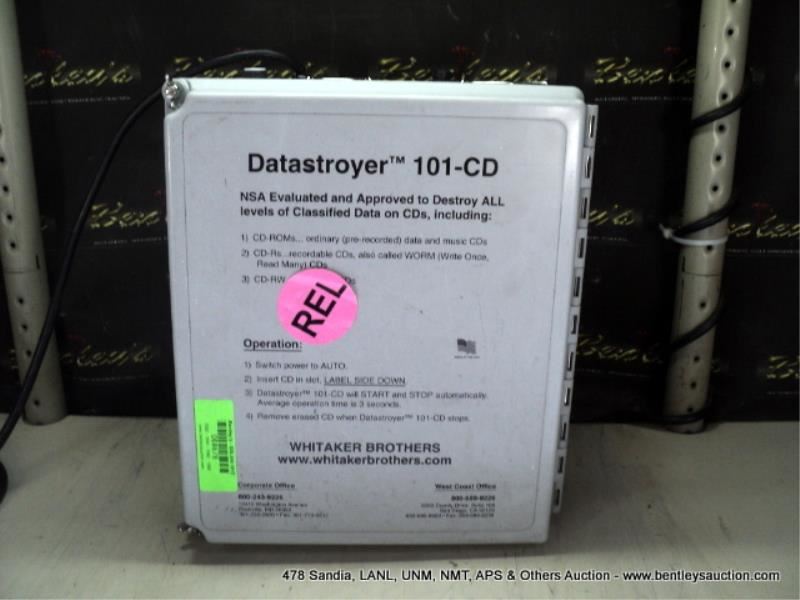 Bentley's Bentley's Bentley's
Datastroyer™ 101-CD
NSA Evaluated and Approved to Destroy ALL
levels of Classified Data on CDs, including:
1) CD-ROMs... ordinary (pre-recorded) data and music CDs
2) CD-Rs...recordable CDs, also called WORM (Write Once,
Read Many) CDs
3) CD-RW
REL
Operation:
1) Switch power to AUTO.
2) Insert CD in slot, LABEL SIDE DOWN
3) Datastroyer™ 101-CD will START and STOP automatically.
Average operation time is 3 seconds.
4) Remove erased CD when Datastroyer™ 101-CD stops.
WHITAKER BROTHERS
www.whitakerbrothers.com
Corporate Office
West Coast Office
478 Sandia, LANL, UNM, NMT, APS & Others Auction - www.bentleysauction.com